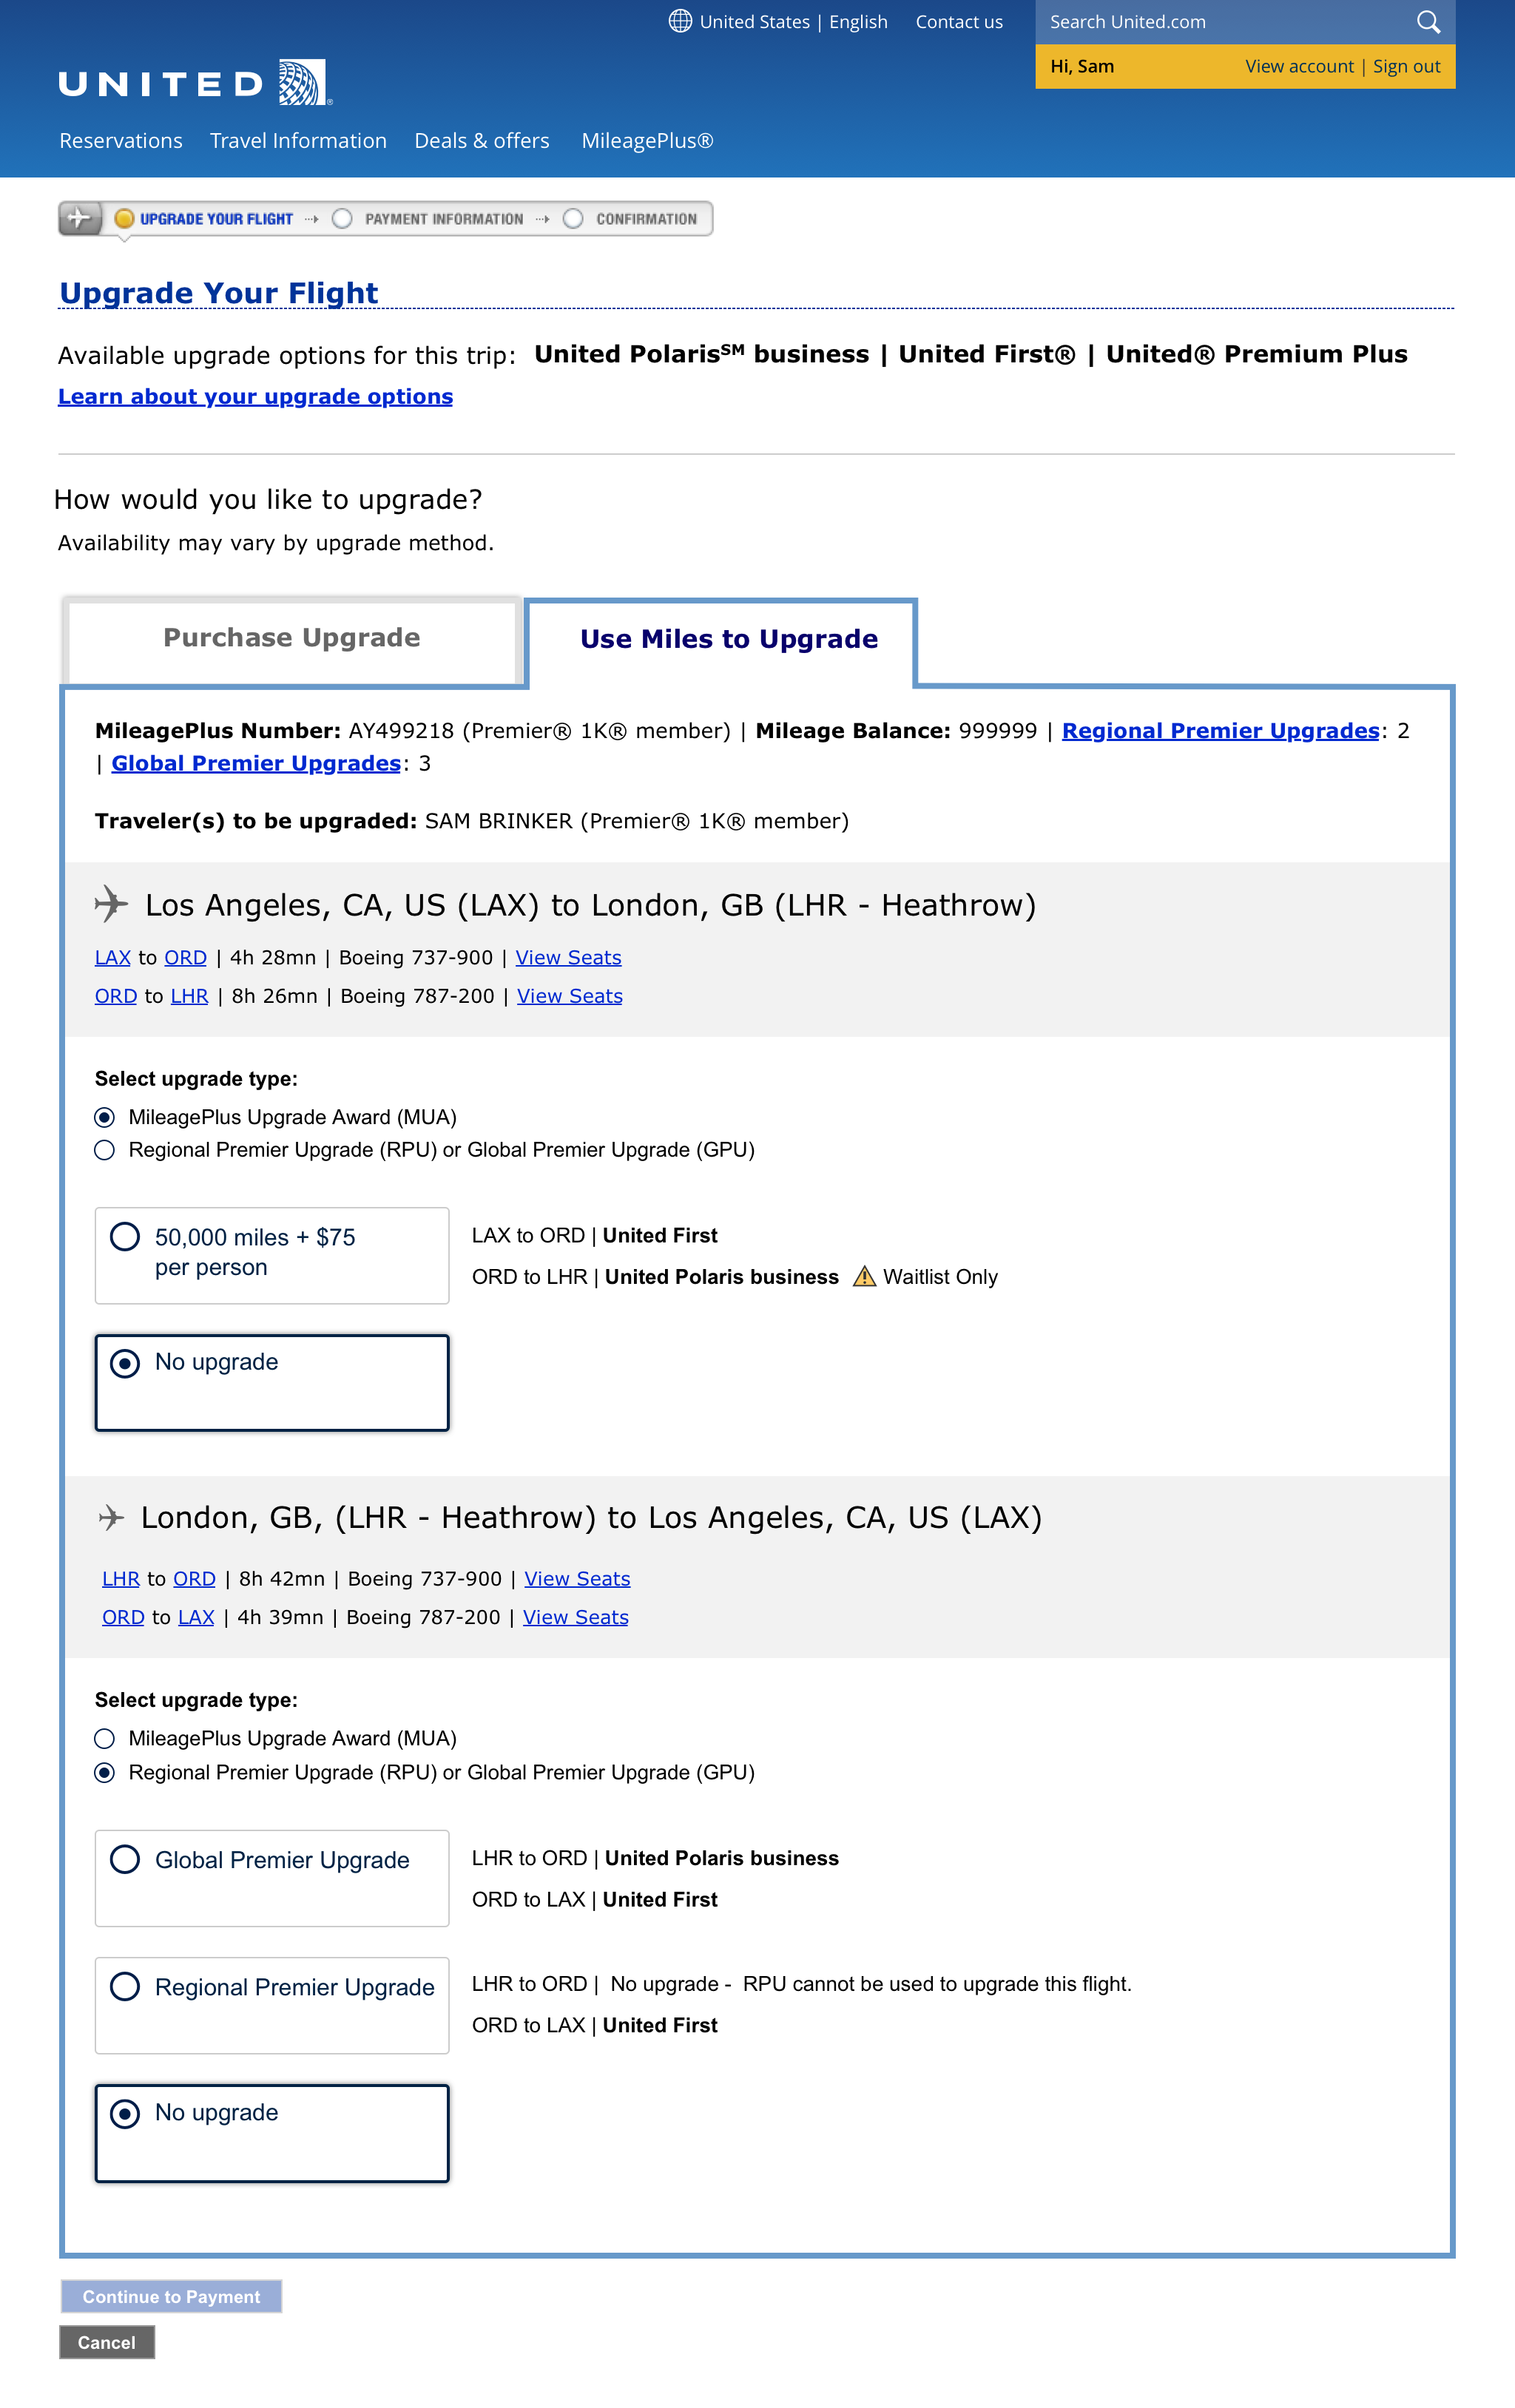 United States | English
Contact us
Search United.com
Hi, Sam
View account | Sign out
UNITED
Reservations
Travel Information
Deals & offers
MileagePlus®
UPGRADE YOUR FLIGHT
PAYMENT INFORMATION
CONFIRMATION
Upgrade Your Flight
Available upgrade options for this trip: United Polaris℠ business | United First® | United® Premium Plus
Learn about your upgrade options
How would you like to upgrade?
Availability may vary by upgrade method.
Purchase Upgrade
Use Miles to Upgrade
MileagePlus Number: AY499218 (Premier® 1K® member) | Mileage Balance: 999999 | Regional Premier Upgrades: 2
| Global Premier Upgrades: 3
Traveler(s) to be upgraded: SAM BRINKER (Premier® 1K® member)
Los Angeles, CA, US (LAX) to London, GB (LHR - Heathrow)
LAX to ORD | 4h 28mn | Boeing 737-900 | View Seats
ORD to LHR | 8h 26mn | Boeing 787-200 | View Seats
Select upgrade type:
MileagePlus Upgrade Award (MUA)
Regional Premier Upgrade (RPU) or Global Premier Upgrade (GPU)
50,000 miles + $75
per person
LAX to ORD | United First
ORD to LHR | United Polaris business Waitlist Only
No upgrade
London, GB, (LHR - Heathrow) to Los Angeles, CA, US (LAX)
LHR to ORD | 8h 42mn | Boeing 737-900 | View Seats
ORD to LAX | 4h 39mn | Boeing 787-200 | View Seats
Select upgrade type:
MileagePlus Upgrade Award (MUA)
Regional Premier Upgrade (RPU) or Global Premier Upgrade (GPU)
Global Premier Upgrade
LHR to ORD | United Polaris business
ORD to LAX | United First
Regional Premier Upgrade
LHR to ORD | No upgrade - RPU cannot be used to upgrade this flight.
ORD to LAX | United First
No upgrade
Continue to Payment
Cancel